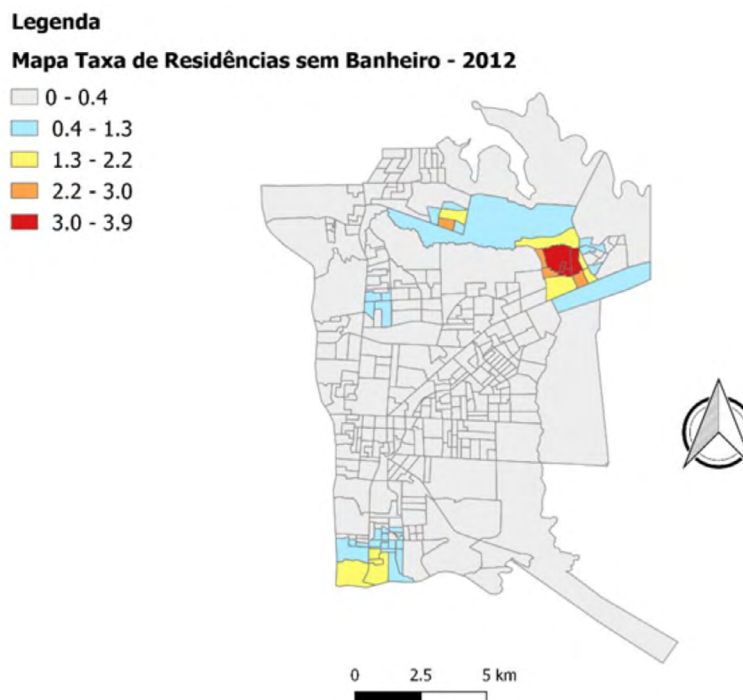 Legenda
Mapa Taxa de Residências sem Banheiro - 2012
0 - 0.4
0.4 - 1.3
1.3 - 2.2
2.2 - 3.0
3.0 - 3.9
0 2.5 5 km